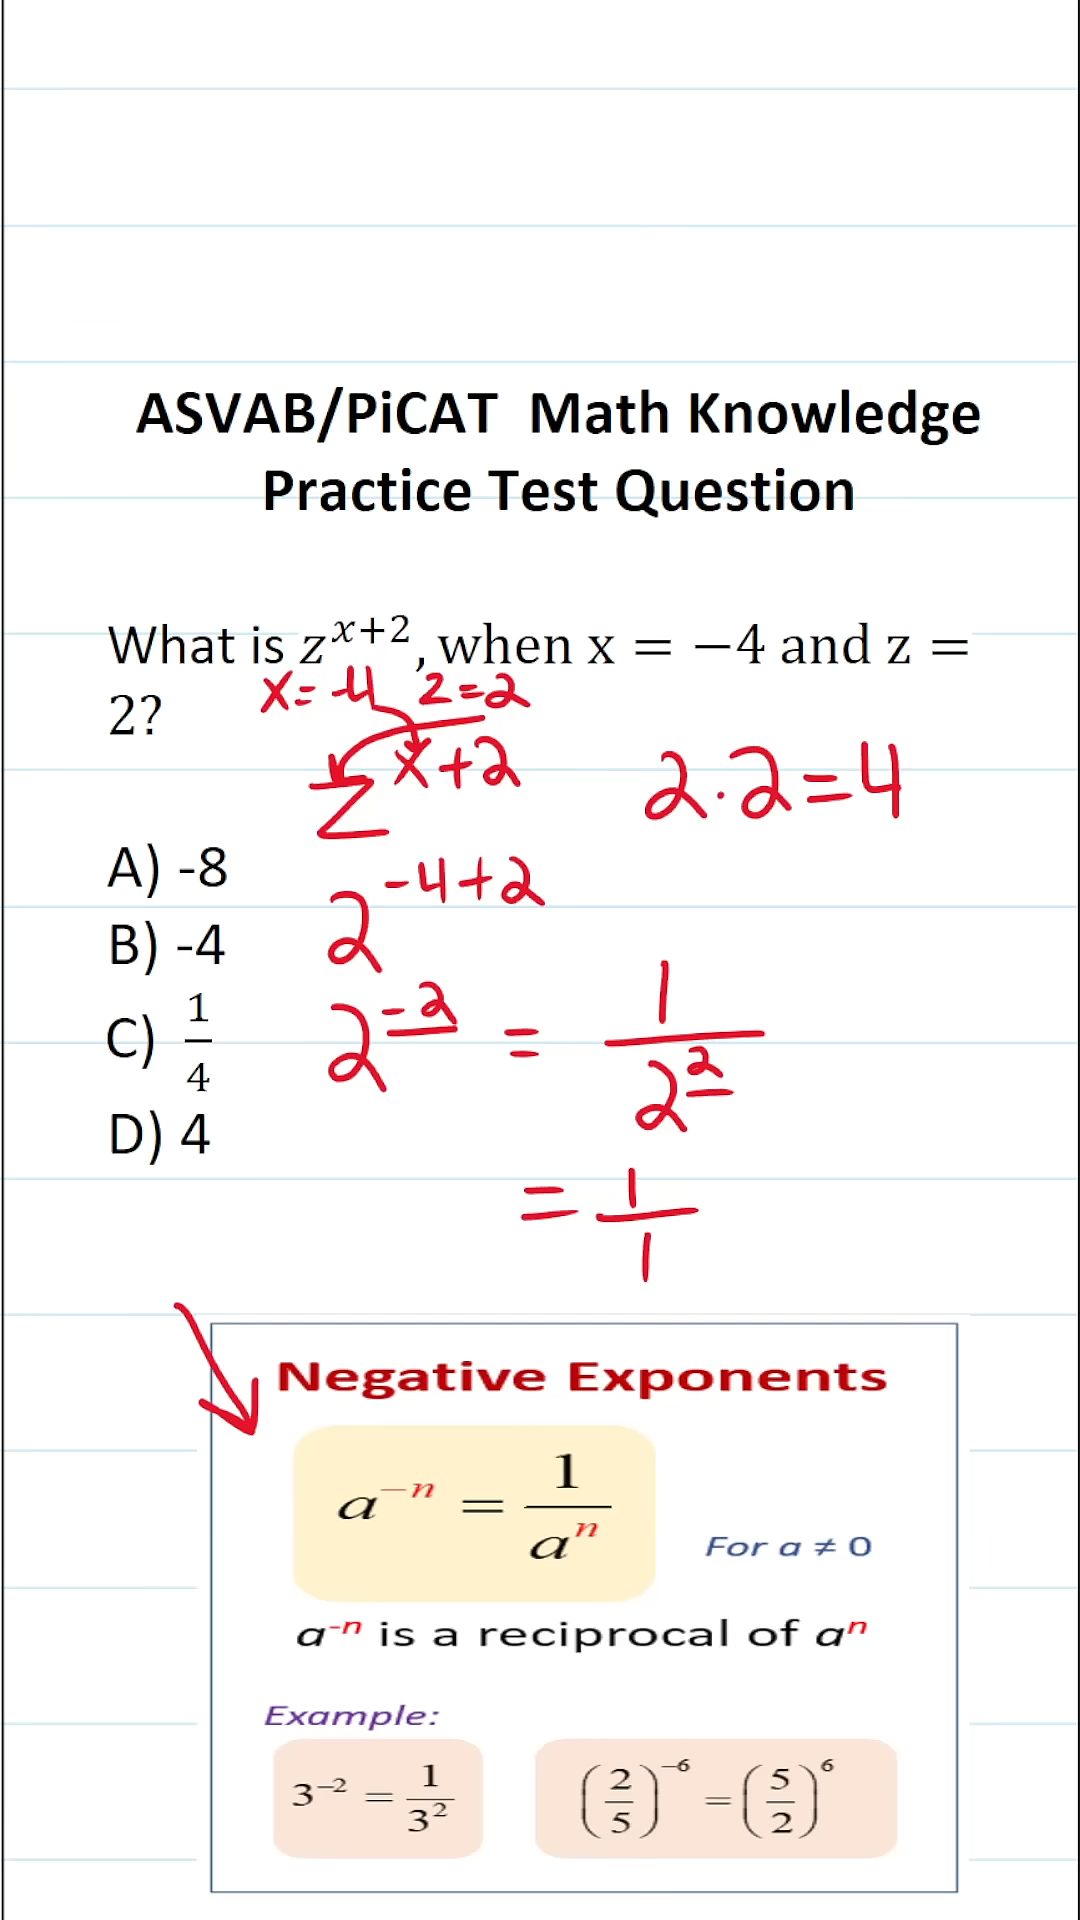 ASVAB/PiCAT Math Knowledge
Practice Test Question
What is z^{x+2}, when x = −4 and z =
2?
x = -4 z = 2
z^{x+2}
2 · 2 = 4
A) -8
2^{-4+2}
B) -4
C) 1/4
2^{-2} = 1/2^{2}
D) 4
= 1/1
Negative Exponents
a^{−n} = 1/a^{n}
For a ≠ 0
a^{-n} is a reciprocal of a^{n}
Example:
3^{−2} = 1/3^{2}
(2/5)^{−6} = (5/2)^{6}